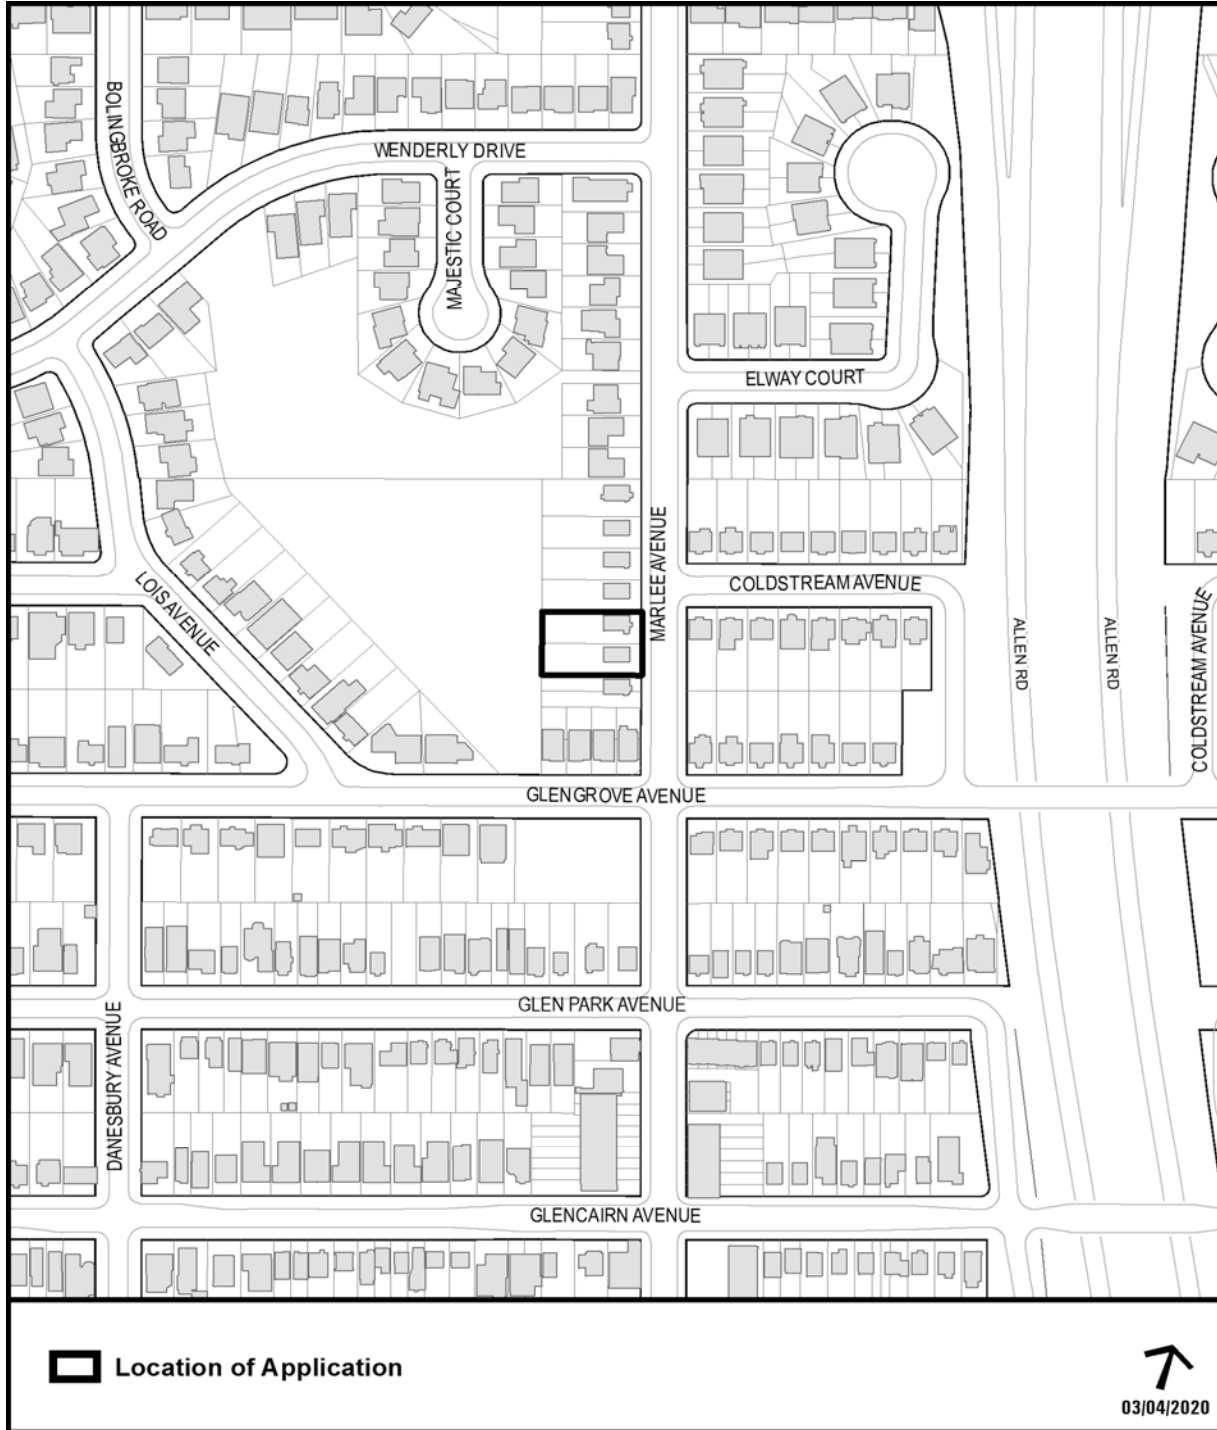 BOLINGBROKE ROAD
WENDERLY DRIVE
MAJESTIC COURT
ELWAY COURT
MARLEE AVENUE
COLDSTREAM AVENUE
LOIS AVENUE
ALLEN RD
ALLEN RD
COLDSTREAM AVENUE
GLENGROVE AVENUE
GLEN PARK AVENUE
DANESBURY AVENUE
GLENCAIRN AVENUE
Location of Application
03/04/2020